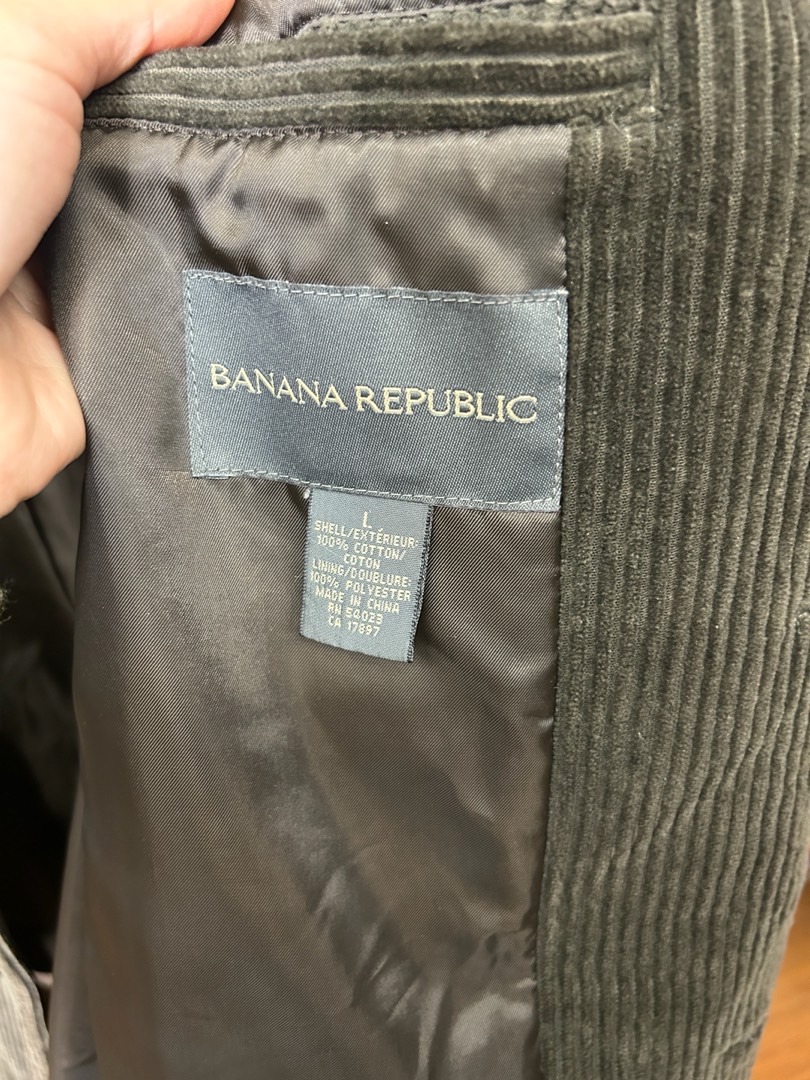 BANANA REPUBLIC
L
SHELL/EXTÉRIEUR:
100% COTTON/
COTON
LINING/DOUBLURE:
100% POLYESTER
MADE IN CHINA
RN 54023
CA 17897